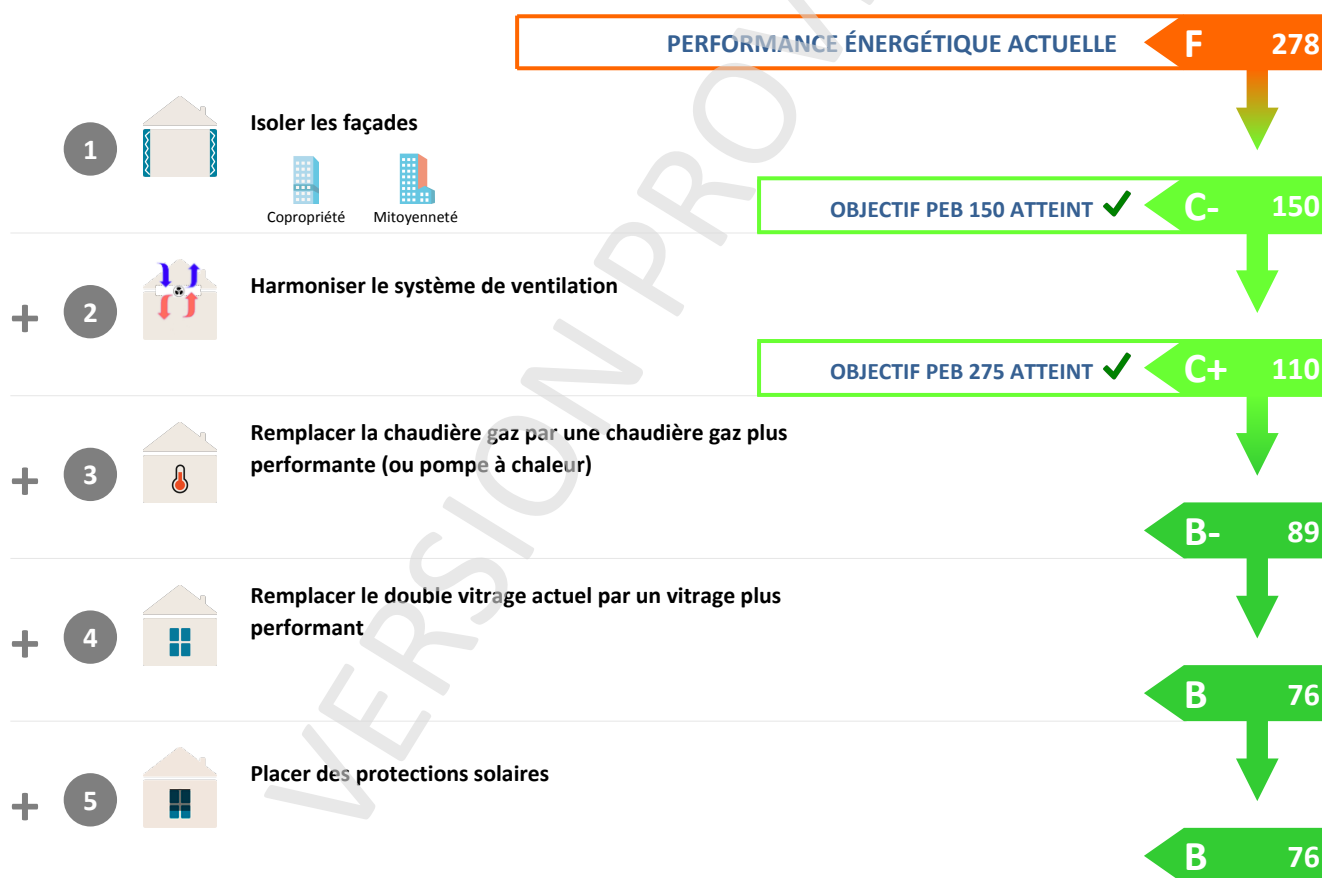 PERFORMANCE ÉNERGÉTIQUE ACTUELLE F 278
1 Isoler les façades
Copropriété Mitoyenneté
OBJECTIF PEB 150 ATTEINT ✓ C- 150
+ 2 Harmoniser le système de ventilation
OBJECTIF PEB 275 ATTEINT ✓ C+ 110
+ 3 Remplacer la chaudière gaz par une chaudière gaz plus
performante (ou pompe à chaleur)
B- 89
+ 4 Remplacer le double vitrage actuel par un vitrage plus
performant
B 76
+ 5 Placer des protections solaires
B 76
VERSION PROVI